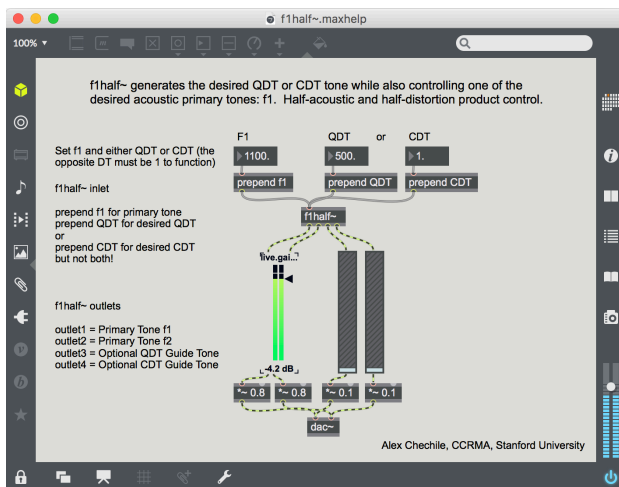 f1half~.maxhelp
100% ▼
f1half~ generates the desired QDT or CDT tone while also controlling one of the
desired acoustic primary tones: f1. Half-acoustic and half-distortion product control.
F1 QDT or CDT
Set f1 and either QDT or CDT (the
opposite DT must be 1 to function)
1100. 500. 1.
prepend f1 prepend QDT prepend CDT
f1half~ inlet
prepend f1 for primary tone
prepend QDT for desired QDT
or
prepend CDT for desired CDT
but not both!
f1half~
live.gai...
f1half~ outlets
outlet1 = Primary Tone f1
outlet2 = Primary Tone f2
outlet3 = Optional QDT Guide Tone
outlet4 = Optional CDT Guide Tone
-4.2 dB
*~ 0.8 *~ 0.8 *~ 0.1 *~ 0.1
dac~
Alex Chechile, CCRMA, Stanford University